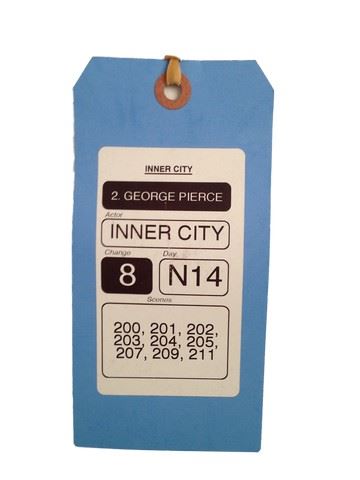 INNER CITY
2. GEORGE PIERCE
Actor
INNER CITY
Change
Day
8
N14
Scenes
200, 201, 202,
203, 204, 205,
207, 209, 211